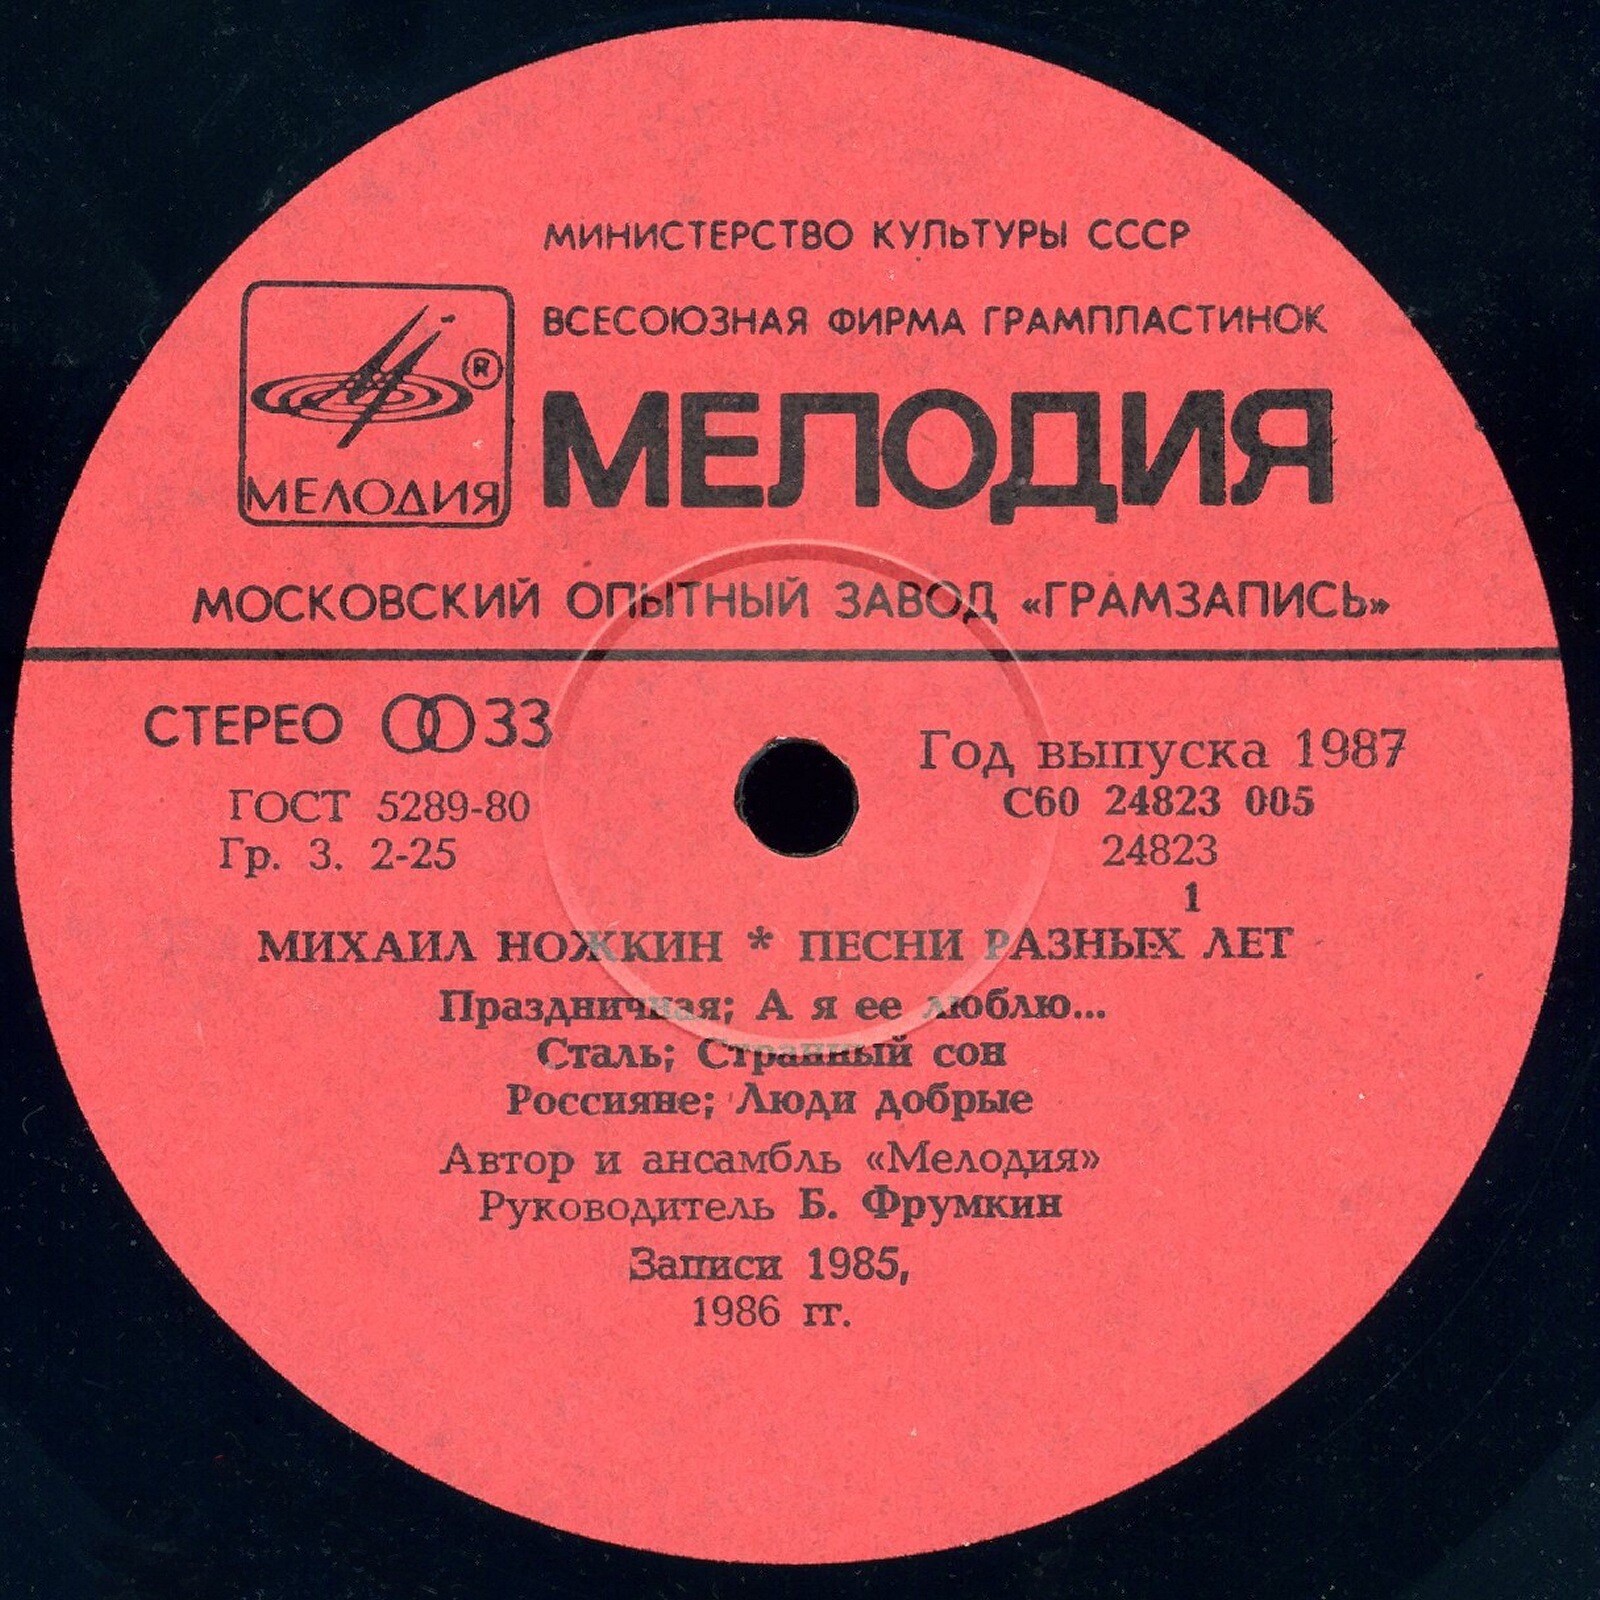 МИНИСТЕРСТВО КУЛЬТУРЫ СССР
ВСЕСОЮЗНАЯ ФИРМА ГРАМПЛАСТИНОК
®
МЕЛОДИЯ
МЕЛОДИЯ
МОСКОВСКИЙ ОПЫТНЫЙ ЗАВОД «ГРАМЗАПИСЬ»
СТЕРЕО 33
Год выпуска 1987
ГОСТ 5289-80
С60 24823 005
Гр. 3. 2-25
24823
1
МИХАИЛ НОЖКИН * ПЕСНИ РАЗНЫХ ЛЕТ
Праздничная; А я ее люблю...
Сталь; Странный сон
Россияне; Люди добрые
Автор и ансамбль «Мелодия»
Руководитель Б. Фрумкин
Записи 1985,
1986 гг.